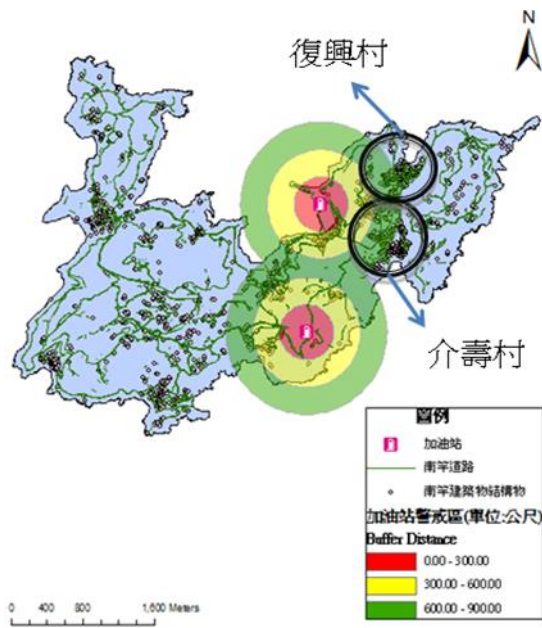 N
復興村
介壽村
圖例
加油站
南竿道路
南竿建築物結構物
加油站警戒區(單位:公尺)
Buffer Distance
0.00 - 300.00
300.00 - 600.00
600.00 - 900.00
0 400 800 1,600 Meters